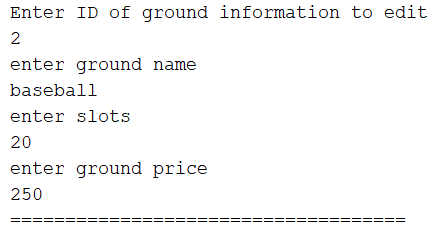 Enter ID of ground information to edit
2
enter ground name
baseball
enter slots
20
enter ground price
250
====================================